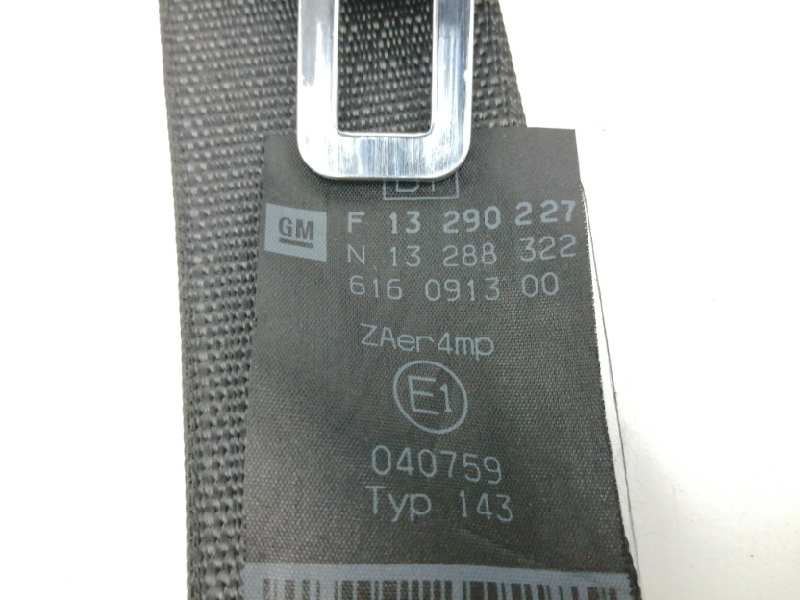 GM
F 13 290 227
N 13 288 322
616 0913 00
ZAer4mp
E1
040759
Typ 143